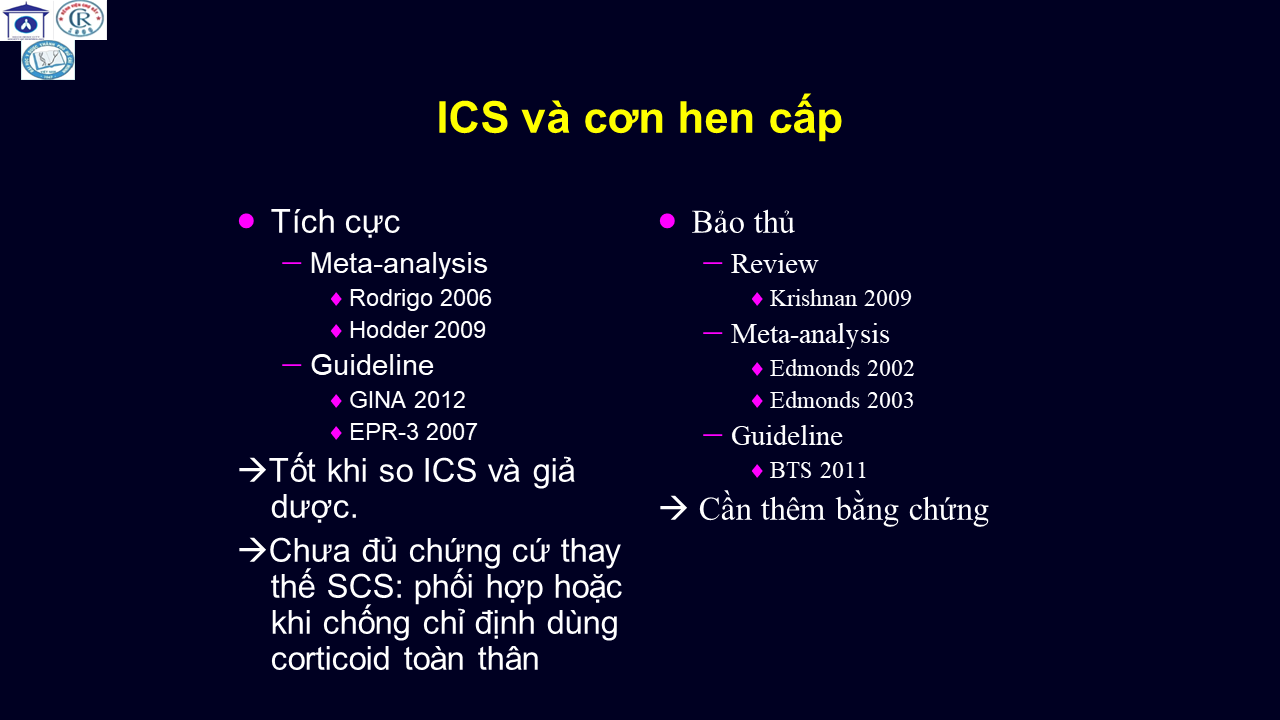 ICS và cơn hen cấp
Tích cực
– Meta-analysis
Rodrigo 2006
Hodder 2009
– Guideline
GINA 2012
EPR-3 2007
→Tốt khi so ICS và giả
dược.
→Chưa đủ chứng cứ thay
thế SCS: phối hợp hoặc
khi chống chỉ định dùng
corticoid toàn thân
Bảo thủ
– Review
Krishnan 2009
– Meta-analysis
Edmonds 2002
Edmonds 2003
– Guideline
BTS 2011
→ Cần thêm bằng chứng